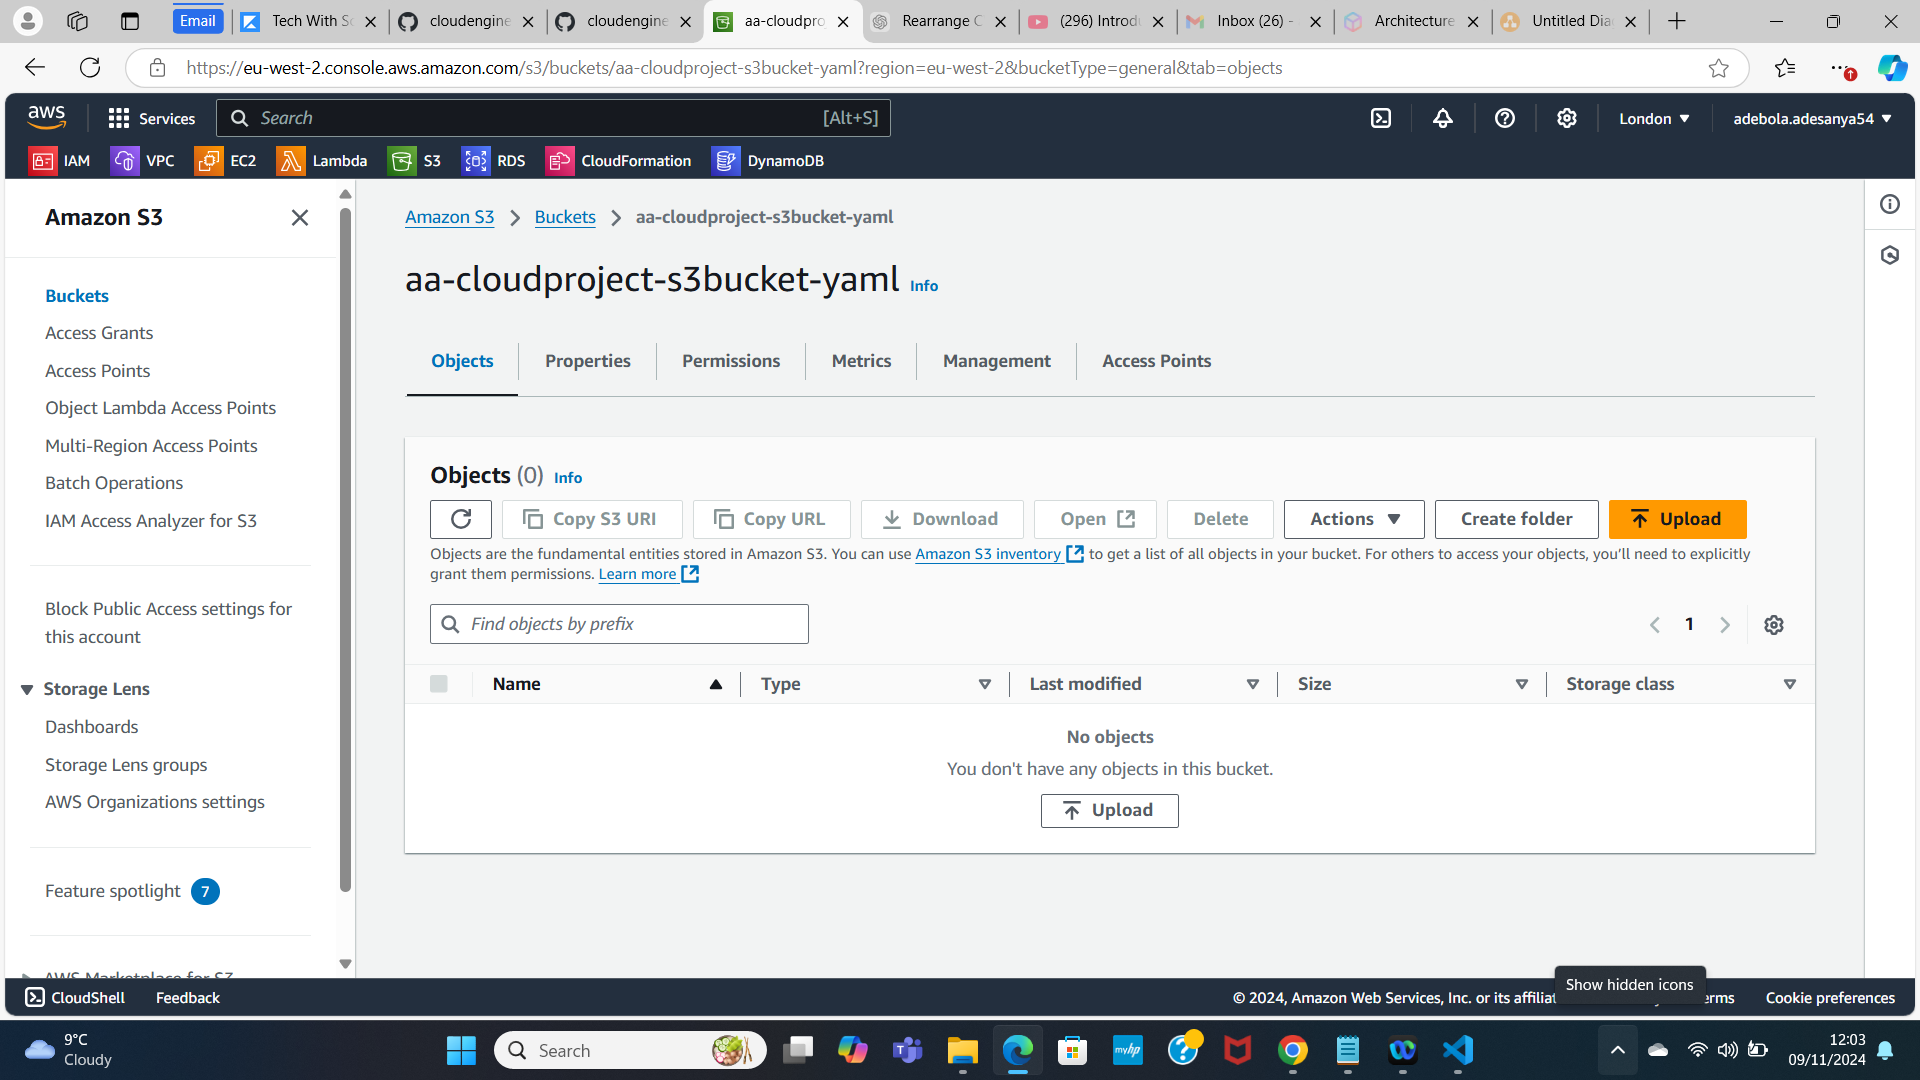 Email
Tech With So
cloudengine
cloudengine
aa-cloudproj
Rearrange C
(296) Introdu
Inbox (26) -
Architecture
Untitled Dia
https://eu-west-2.console.aws.amazon.com/s3/buckets/aa-cloudproject-s3bucket-yaml?region=eu-west-2&bucketType=general&tab=objects
aws
Services
Search
[Alt+S]
London
adebola.adesanya54
IAM
VPC
EC2
Lambda
S3
RDS
CloudFormation
DynamoDB
Amazon S3
Buckets
Access Grants
Access Points
Object Lambda Access Points
Multi-Region Access Points
Batch Operations
IAM Access Analyzer for S3
Block Public Access settings for
this account
Storage Lens
Dashboards
Storage Lens groups
AWS Organizations settings
Feature spotlight 7
AWS Marketplace for S3
Amazon S3
Buckets
aa-cloudproject-s3bucket-yaml
aa-cloudproject-s3bucket-yaml Info
Objects
Properties
Permissions
Metrics
Management
Access Points
Objects (0) Info
Copy S3 URI
Copy URL
Download
Open
Delete
Actions
Create folder
Upload
Objects are the fundamental entities stored in Amazon S3. You can use Amazon S3 inventory to get a list of all objects in your bucket. For others to access your objects, you'll need to explicitly
grant them permissions. Learn more
Find objects by prefix
1
Name
Type
Last modified
Size
Storage class
No objects
You don't have any objects in this bucket.
Upload
Show hidden icons
CloudShell
Feedback
© 2024, Amazon Web Services, Inc. or its affilia
erms
Cookie preferences
9°C
Cloudy
Search
myhp
12:03
09/11/2024